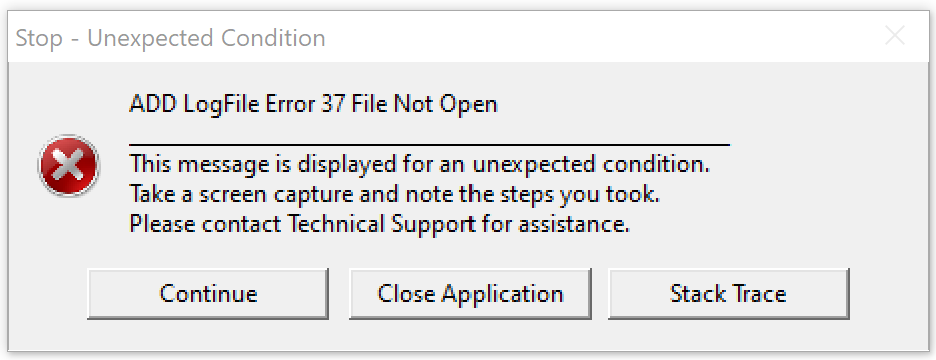 Stop - Unexpected Condition
ADD LogFile Error 37 File Not Open
This message is displayed for an unexpected condition.
Take a screen capture and note the steps you took.
Please contact Technical Support for assistance.
Continue
Close Application
Stack Trace